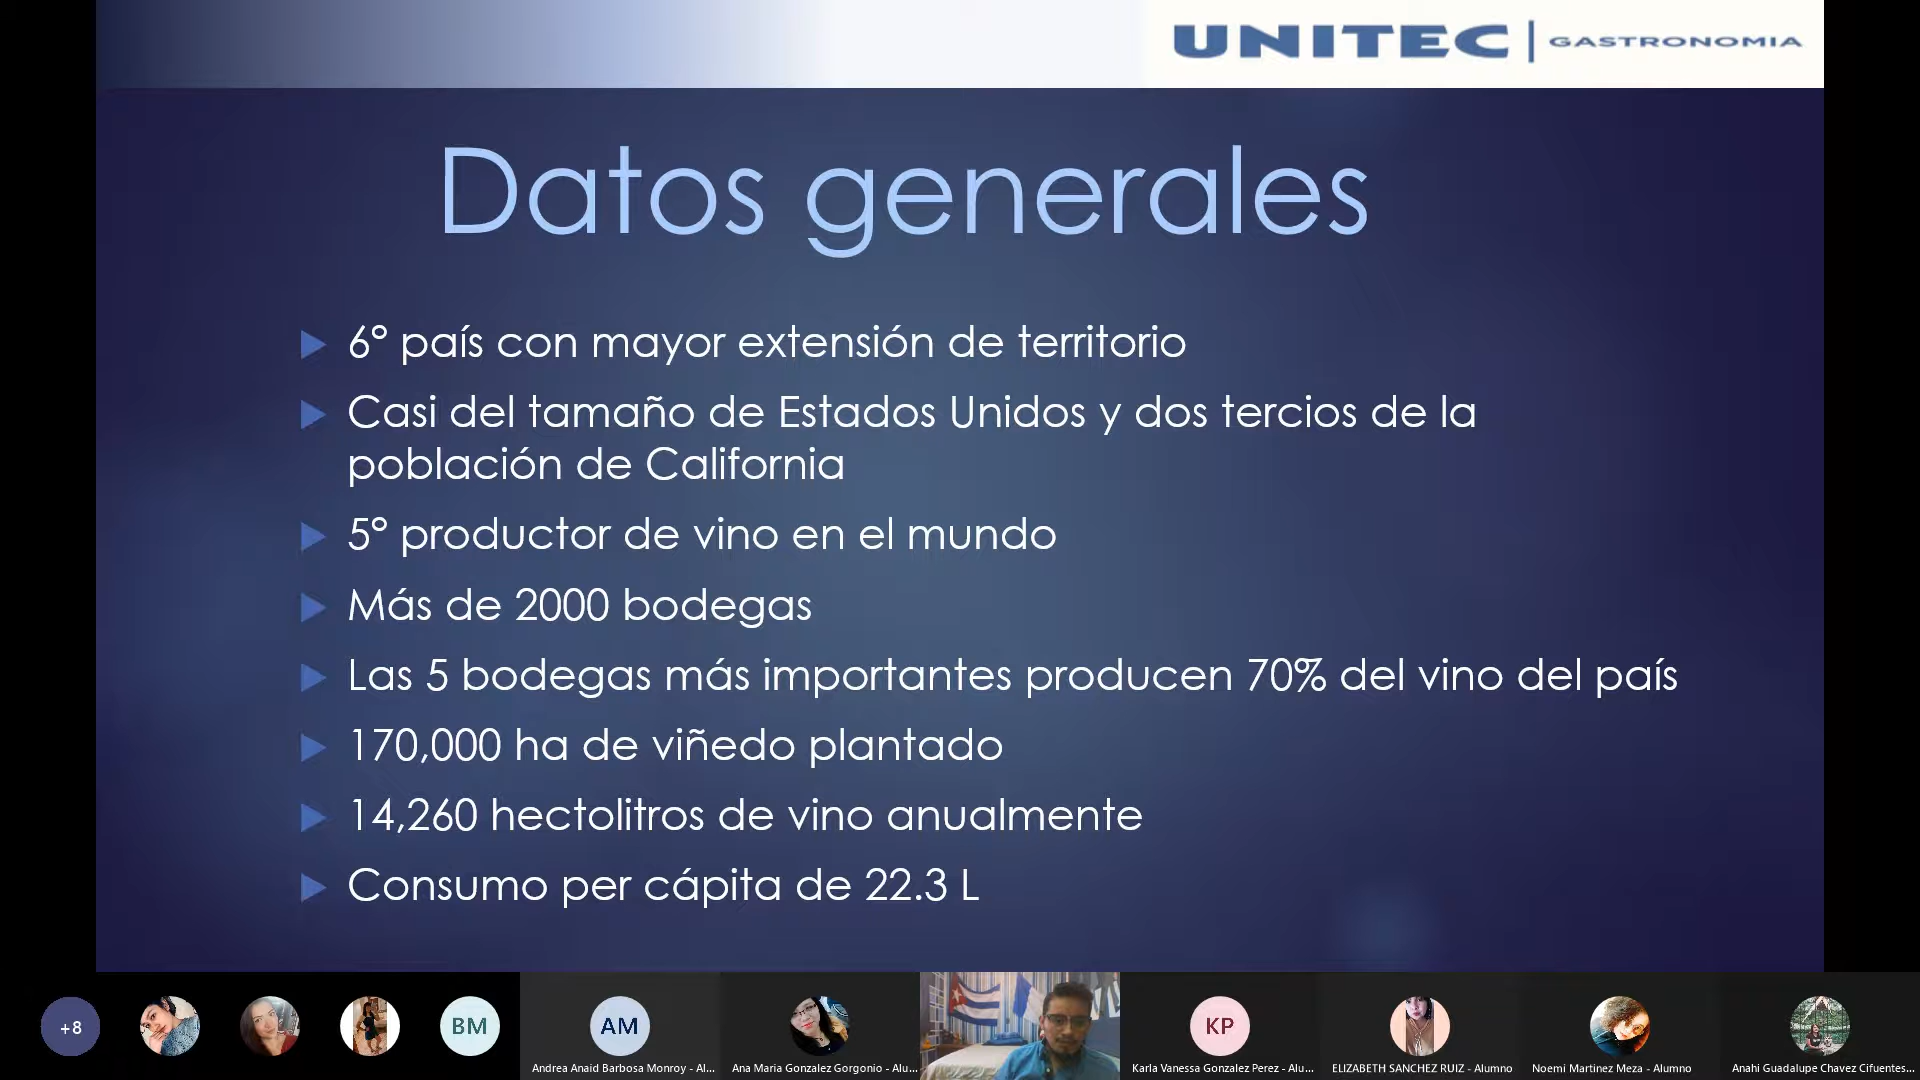 UNITEC | GASTRONOMIA
Datos generales
6° país con mayor extensión de territorio
Casi del tamaño de Estados Unidos y dos tercios de la
población de California
5° productor de vino en el mundo
Más de 2000 bodegas
Las 5 bodegas más importantes producen 70% del vino del país
170,000 ha de viñedo plantado
14,260 hectolitros de vino anualmente
Consumo per cápita de 22.3 L
+8
BM
AM
KP
Andrea Anaid Barbosa Monroy - Al...
Ana Maria Gonzalez Gorgonio - Alu...
Karla Vanessa Gonzalez Perez - Alu...
ELIZABETH SANCHEZ RUIZ - Alumno
Noemi Martinez Meza - Alumno
Anahi Guadalupe Chavez Cifuentes...